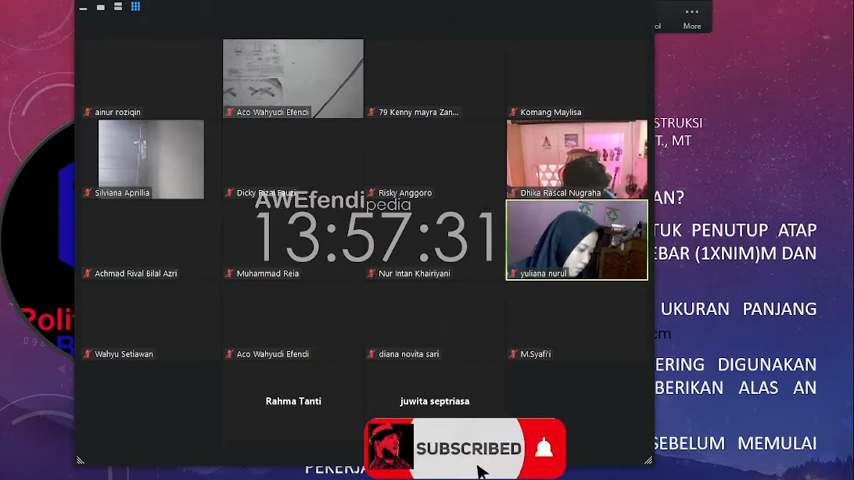 More
ainur roziqin
Aco Wahyudi Efendi
79 Kenny mayra Zan...
Komang Maylisa
STRUKSI
T., MT
Silviana Aprillia
Risky Anggoro
Dhika Rascal Nugraha
AN?
AWEfendipedia
13:57:31
TUK PENUTUP ATAP
EBAR (1XNIM)M DAN
Achmad Rival Bilal Azri
Muhammad Reia
Nur Intan Khairiyani
yuliana nurul
UKURAN PANJANG
cm
Wahyu Setiawan
Aco Wahyudi Efendi
diana novita sari
M.Syafi'i
ERING DIGUNAKAN
BERIKAN ALAS AN
Rahma Tanti
juwita septriasa
SUBSCRIBED
SEBELUM MEMULAI